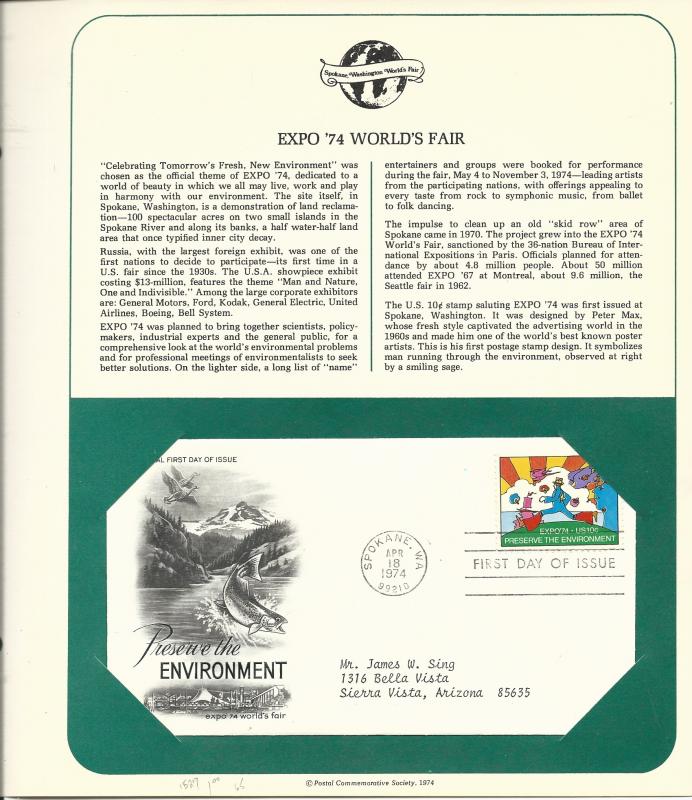 Spokane, Washington World's Fair
EXPO '74 WORLD'S FAIR
"Celebrating Tomorrow's Fresh, New Environment" was
chosen as the official theme of EXPO '74, dedicated to a
world of beauty in which we all may live, work and play
in harmony with our environment. The site itself, in
Spokane, Washington, is a demonstration of land reclama-
tion—100 spectacular acres on two small islands in the
Spokane River and along its banks, a half water-half land
area that once typified inner city decay.
Russia, with the largest foreign exhibit, was one of the
first nations to decide to participate—its first time in a
U.S. fair since the 1930s. The U.S.A. showpiece exhibit
costing $13-million, features the theme "Man and Nature,
One and Indivisible." Among the large corporate exhibitors
are: General Motors, Ford, Kodak, General Electric, United
Airlines, Boeing, Bell System.
EXPO '74 was planned to bring together scientists, policy-
makers, industrial experts and the general public, for a
comprehensive look at the world's environmental problems
and for professional meetings of environmentalists to seek
better solutions. On the lighter side, a long list of "name"
entertainers and groups were booked for performance
during the fair, May 4 to November 3, 1974—leading artists
from the participating nations, with offerings appealing to
every taste from rock to symphonic music, from ballet
to folk dancing.
The impulse to clean up an old "skid row" area of
Spokane came in 1970. The project grew into the EXPO '74
World's Fair, sanctioned by the 36-nation Bureau of Inter-
national Expositions in Paris. Officials planned for atten-
dance by about 4.8 million people. About 50 million
attended EXPO '67 at Montreal, about 9.6, million, the
Seattle fair in 1962.
The U.S. 10¢ stamp saluting EXPO '74 was first issued at
Spokane, Washington. It was designed by Peter Max,
whose fresh style captivated the advertising world in the
1960s and made him one of the world's best known poster
artists. This is his first postage stamp design. It symbolizes
man running through the environment, observed at right
by a smiling sage.
AL FIRST DAY OF ISSUE
Preserve the
ENVIRONMENT
expo 74 world's fair
SPOKANE, WA
APR
18
1974
99210
EXPO '74 • US 10¢
PRESERVE THE ENVIRONMENT
FIRST DAY OF ISSUE
Mr. James W. Sing
1316 Bella Vista
Sierra Vista, Arizona 85635
© Postal Commemorative Society, 1974